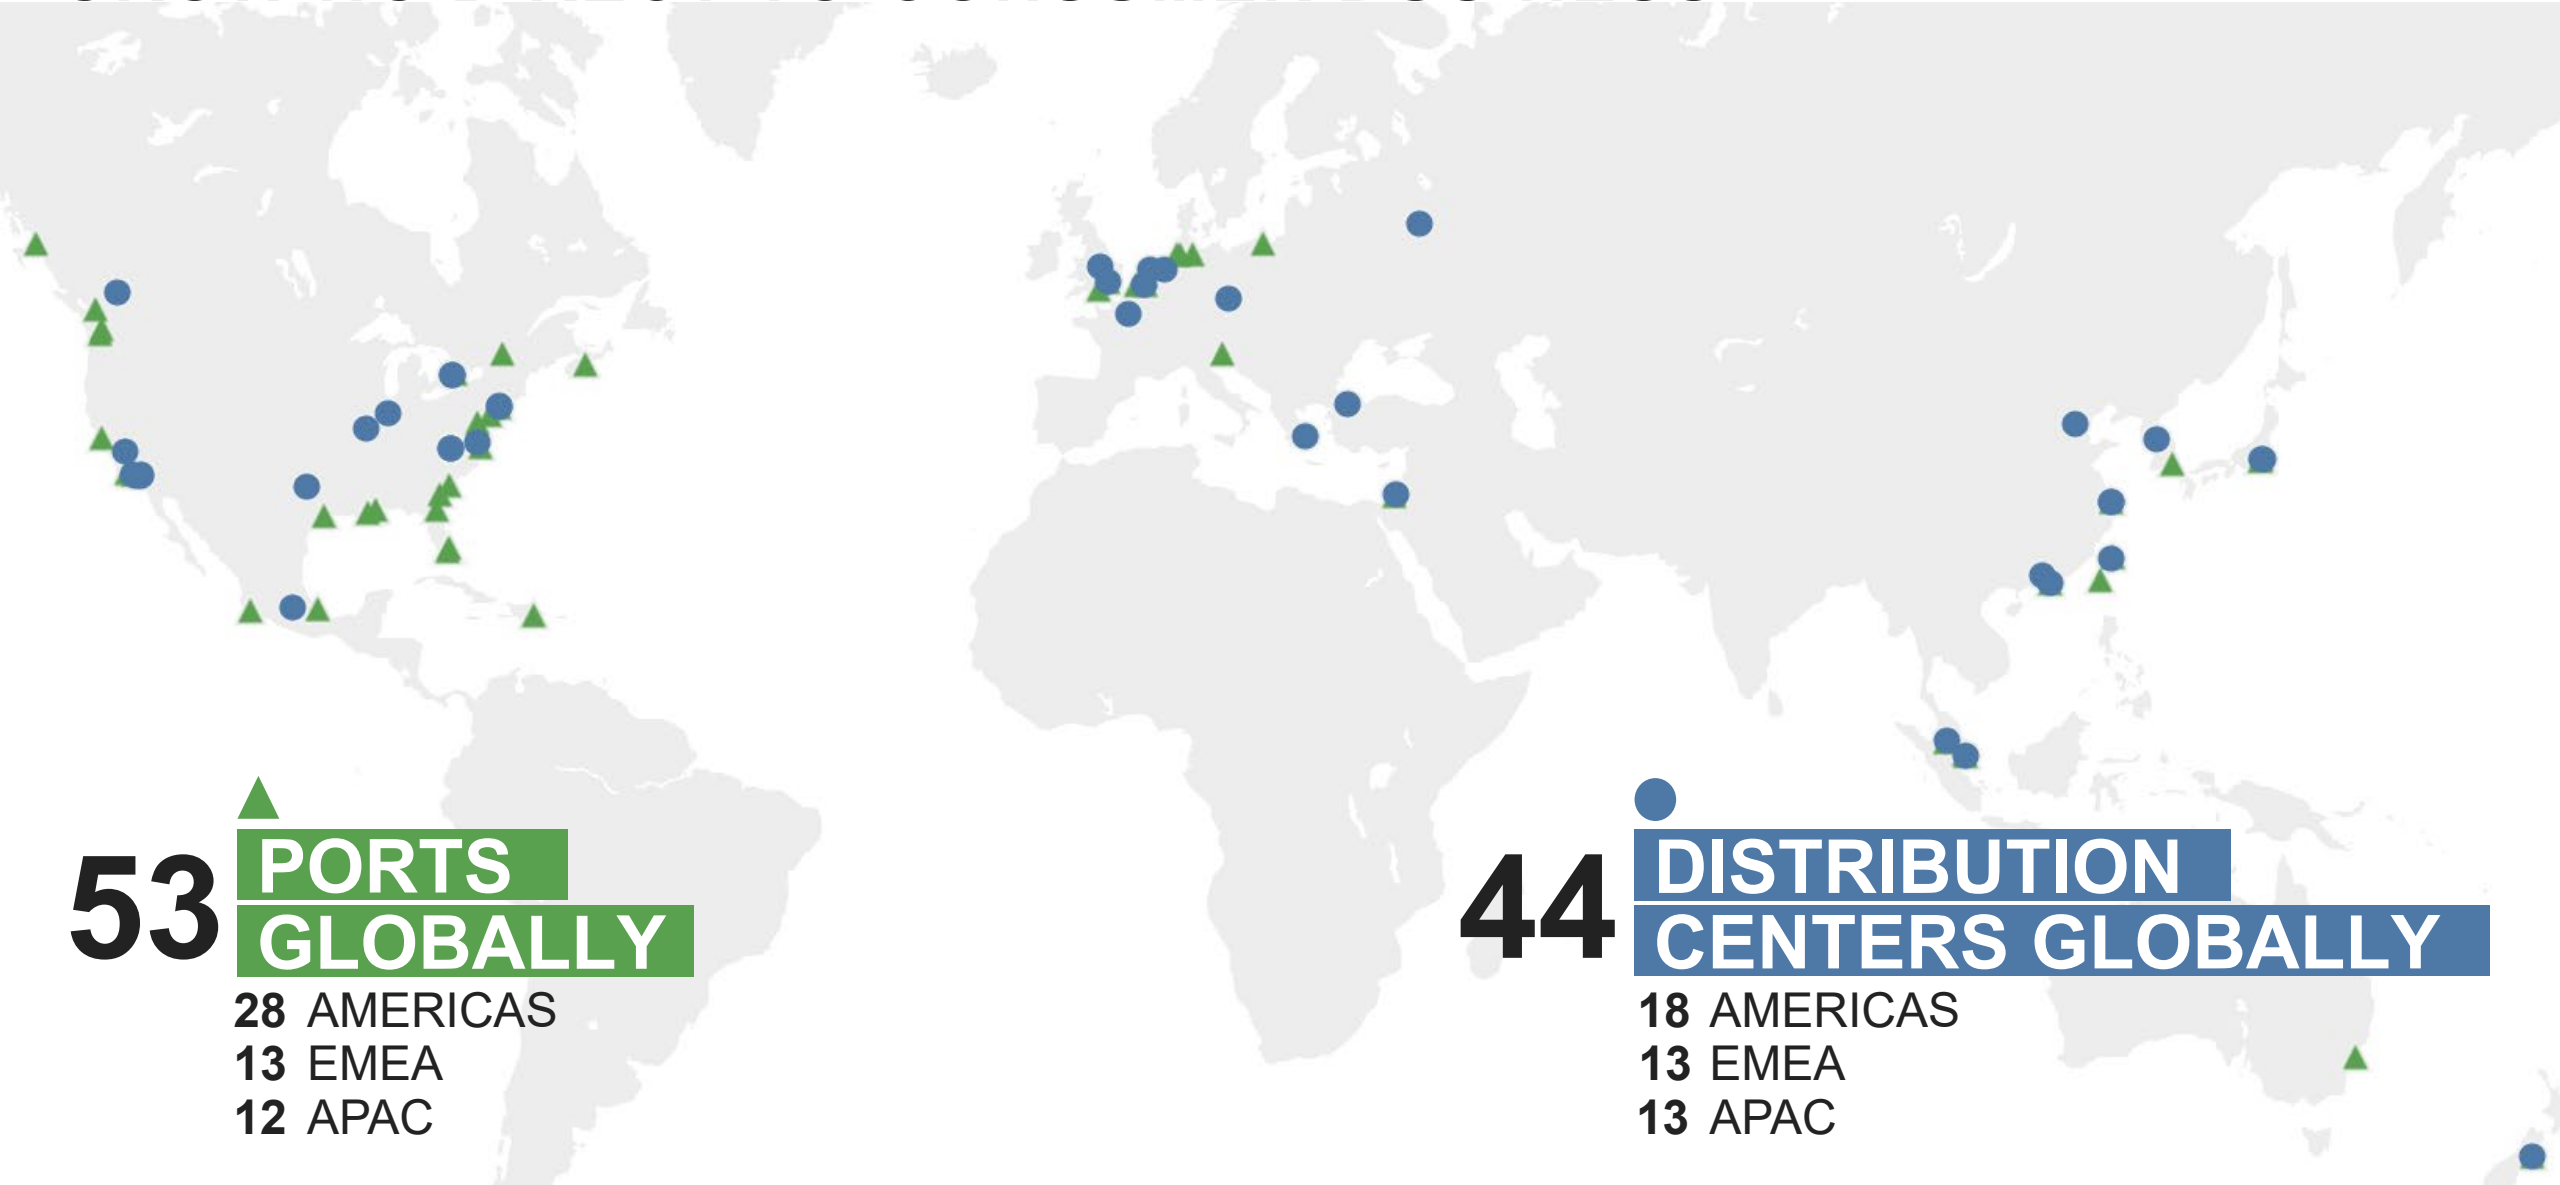 53 PORTS
GLOBALLY
28 AMERICAS
13 EMEA
12 APAC
44 DISTRIBUTION
CENTERS GLOBALLY
18 AMERICAS
13 EMEA
13 APAC